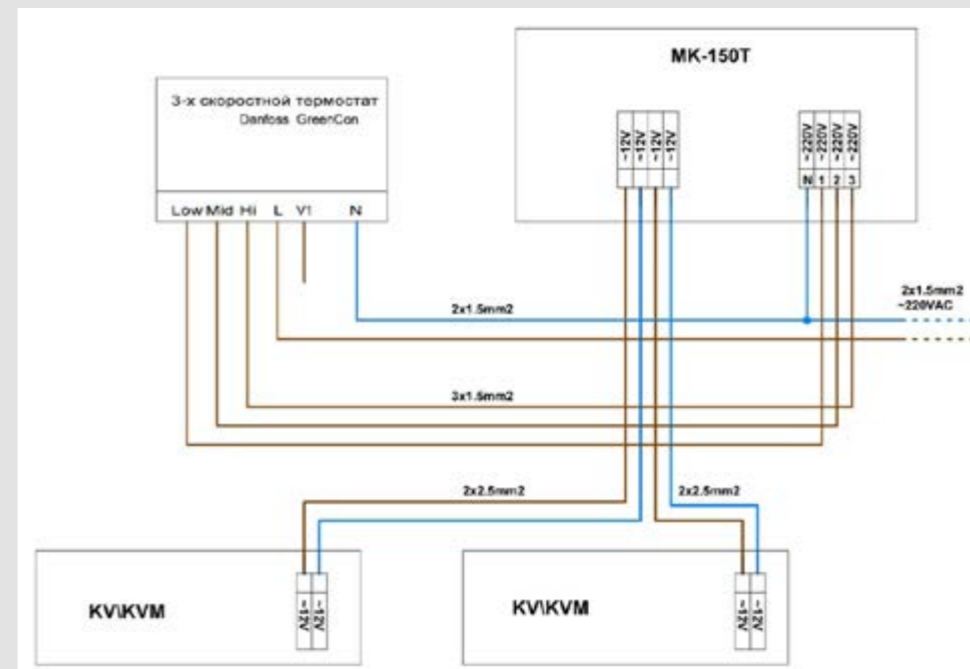 MK-150T
3-х скоростной термостат
Danfoss GreenCon
~12V
~12V
~12V
~12V
~220V
~220V
~220V
~220V
N 1 2 3
Low Mid Hi L V1 N
2x1.5mm2
~220VAC
2x1.5mm2
3x1.5mm2
2x2.5mm2
2x2.5mm2
KV\KVM
~12V
~12V
KV\KVM
~12V
~12V